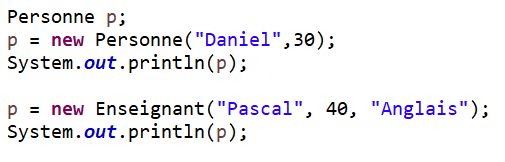 Personne p;
p = new Personne("Daniel",30);
System.out.println(p);
p = new Enseignant("Pascal", 40, "Anglais");
System.out.println(p);